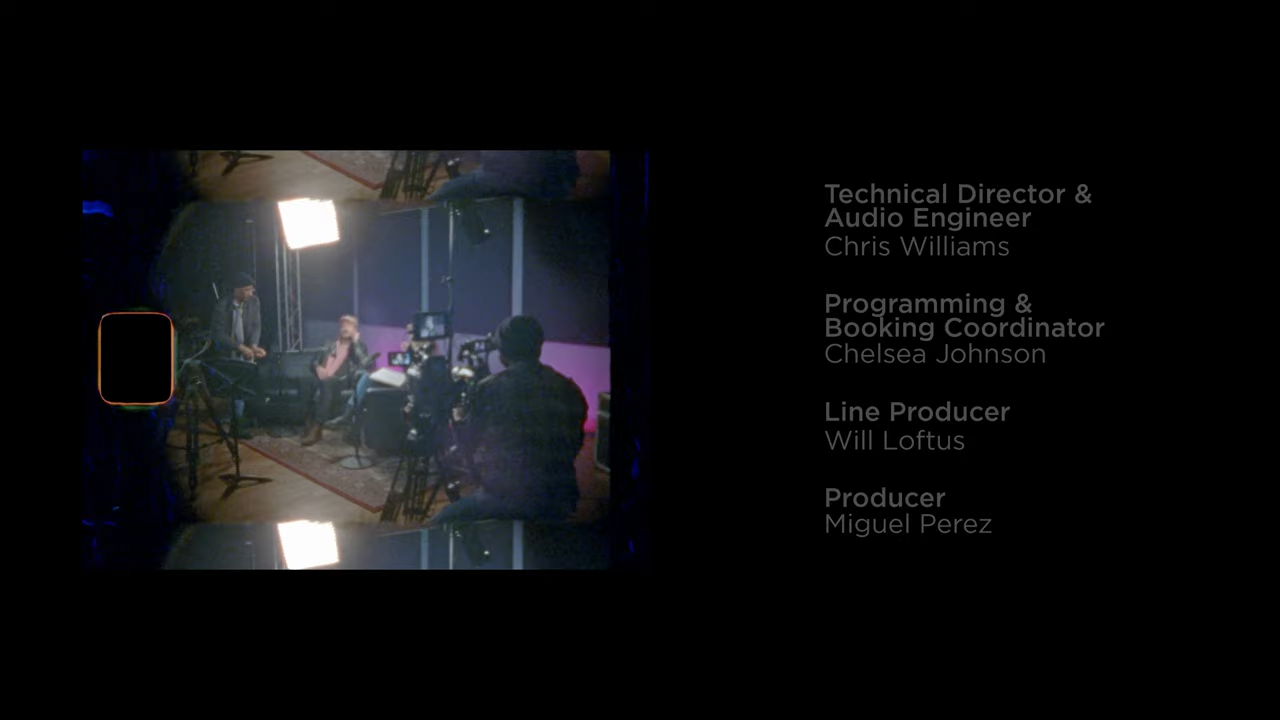 Technical Director &
Audio Engineer
Chris Williams
Programming &
Booking Coordinator
Chelsea Johnson
Line Producer
Will Loftus
Producer
Miguel Perez